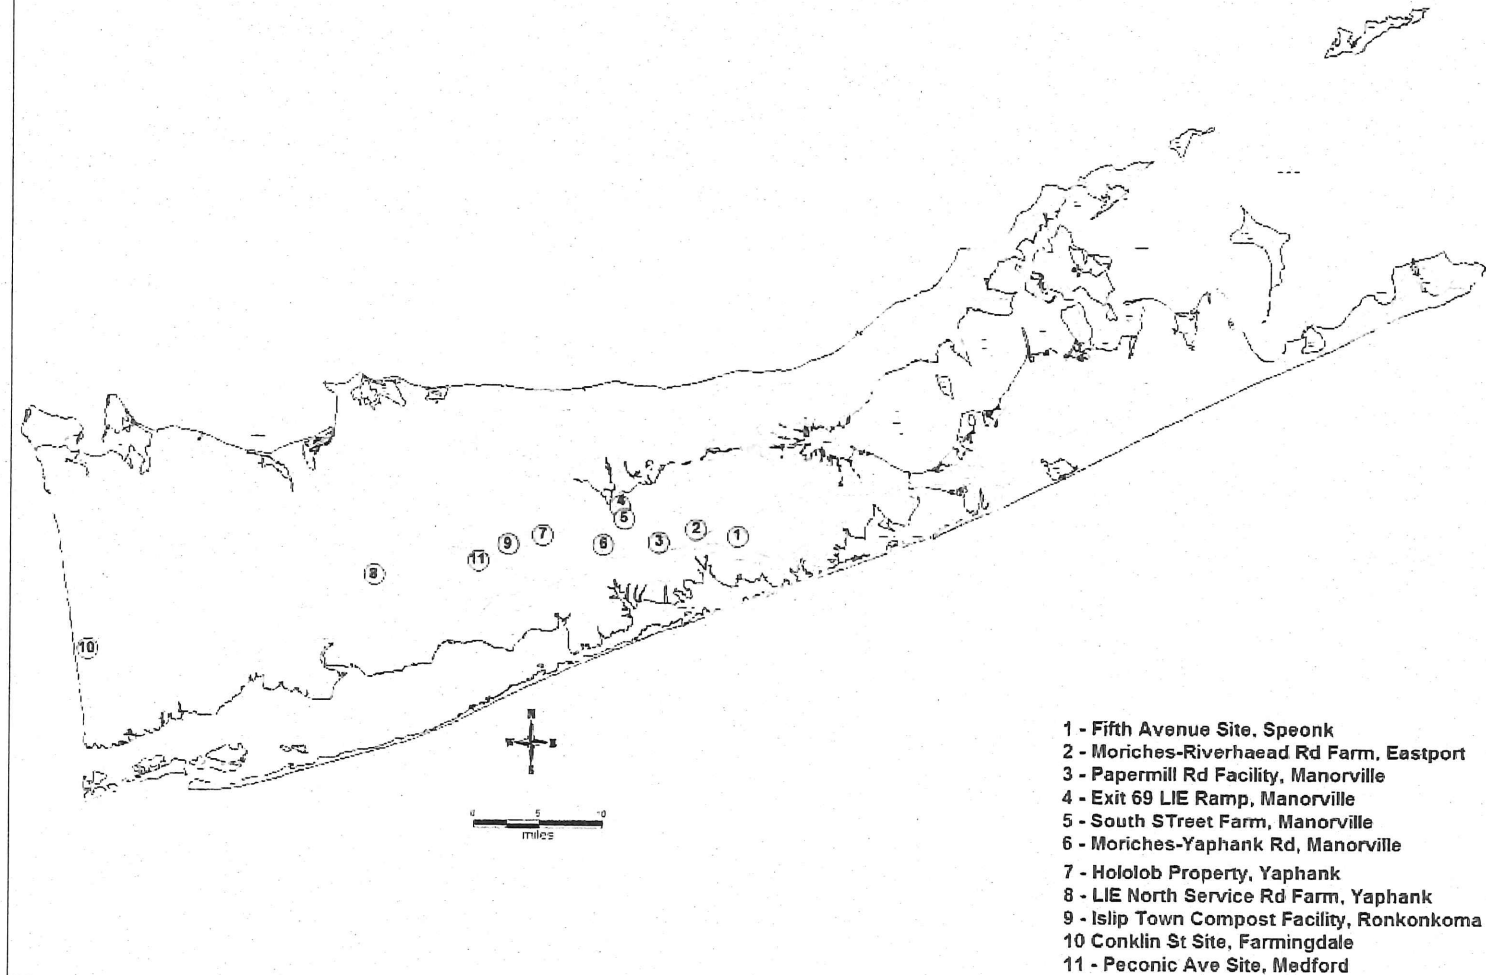 4
5
2
1
7
3
6
9
11
8
10
N
W E
S
0 5 10
miles
1 - Fifth Avenue Site, Speonk
2 - Moriches-Riverhaead Rd Farm, Eastport
3 - Papermill Rd Facility, Manorville
4 - Exit 69 LIE Ramp, Manorville
5 - South STreet Farm, Manorville
6 - Moriches-Yaphank Rd, Manorville
7 - Hololob Property, Yaphank
8 - LIE North Service Rd Farm, Yaphank
9 - Islip Town Compost Facility, Ronkonkoma
10 Conklin St Site, Farmingdale
11 - Peconic Ave Site, Medford